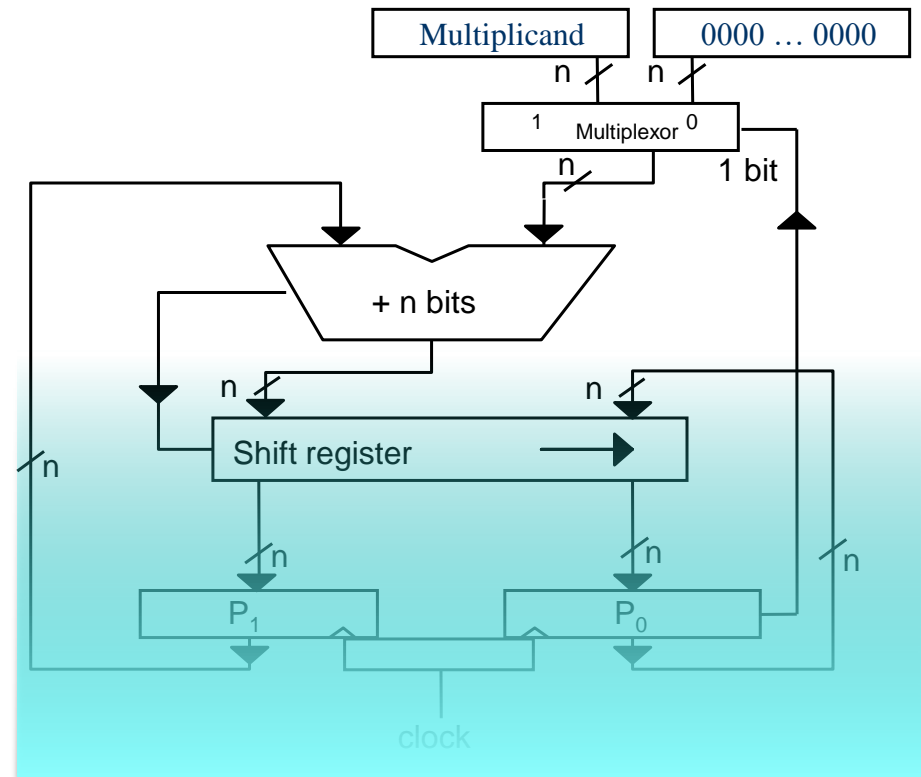 Multiplicand 0000 … 0000
n n
1 Multiplexor 0
n 1 bit
+ n bits
n n
Shift register
n
n n n
P1 P0
clock